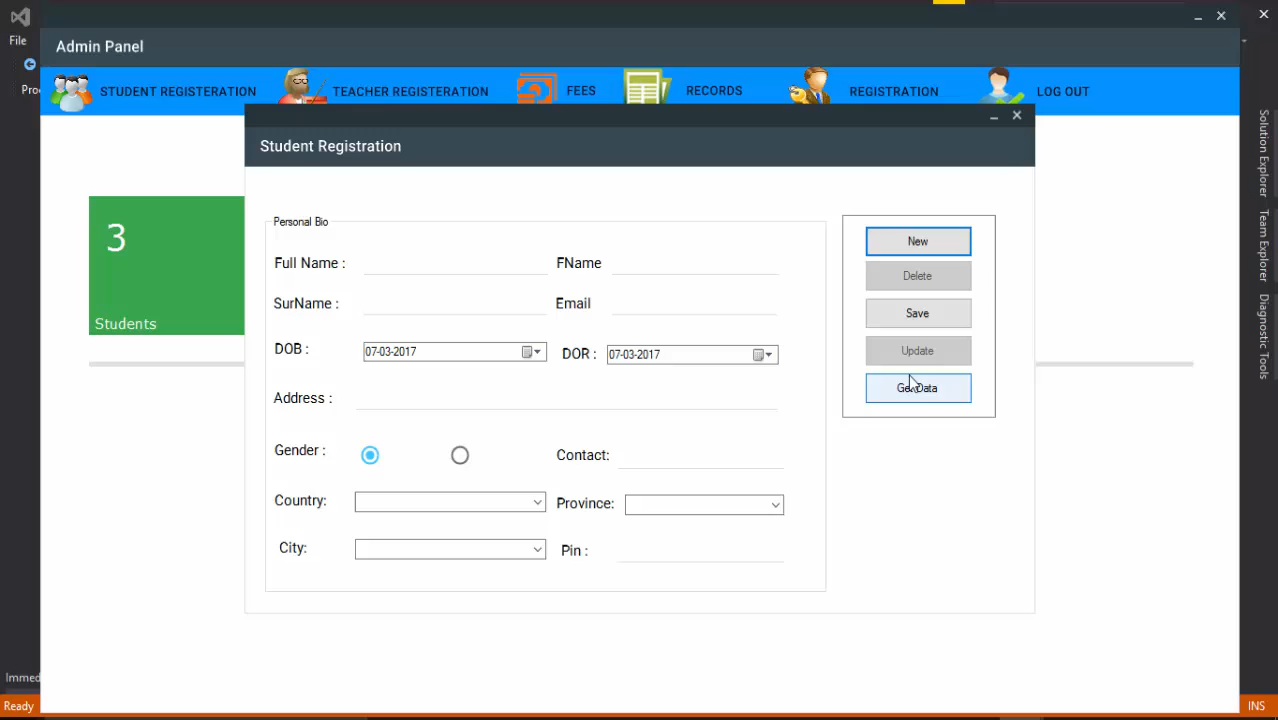 File
Admin Panel
STUDENT REGISTERATION
TEACHER REGISTERATION
FEES
RECORDS
REGISTRATION
LOG OUT
Student Registration
3
Students
Personal Bio
Full Name :
FName
SurName :
Email
DOB :
07-03-2017
DOR :
07-03-2017
Address :
Gender :
Contact:
Country:
Province:
City:
Pin :
New
Delete
Save
Update
Get Data
Solution Explorer
Team Explorer
Diagnostic Tools
Immed
Ready
INS